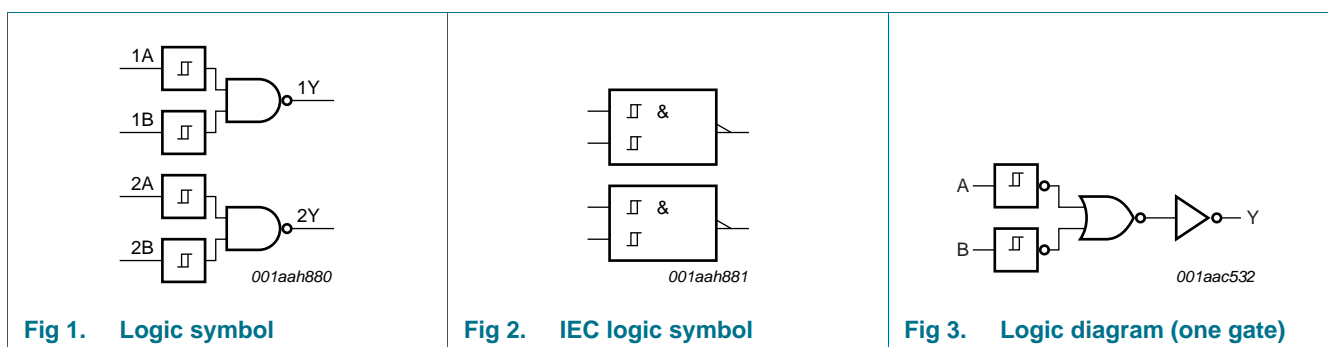 1A
1Y
1B
2A
2Y
2B
001aah880
Fig 1. Logic symbol
&
&
001aah881
Fig 2. IEC logic symbol
A
Y
B
001aac532
Fig 3. Logic diagram (one gate)